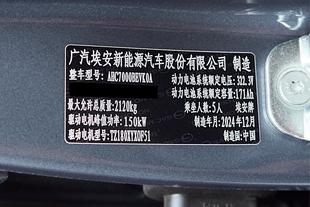 广汽埃安新能源汽车股份有限公司 制造
整车型号：AHC7000BEVK0A 动力电池系统额定电压：322.3V
动力电池系统额定容量：171Ah
最大允许总质量：2120kg 乘坐人数：5人 埃安牌
驱动电机峰值功率：150kW 制造年月：2024年12月
驱动电机型号：TZ180XYXOF51 制造国：中国